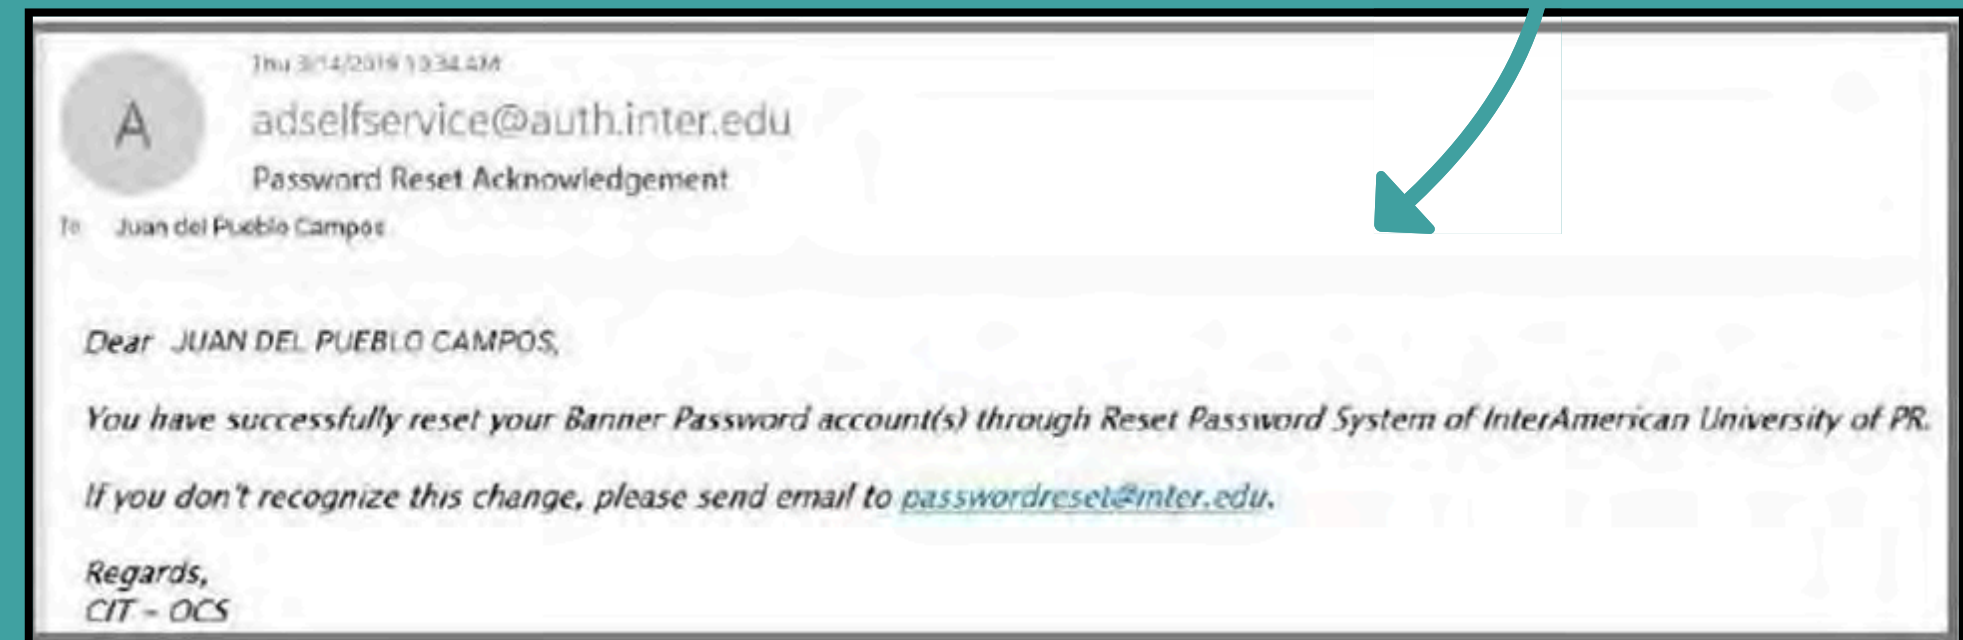 A
Thu 3/14/2019 10:34 AM
adselfservice@auth.inter.edu
Password Reset Acknowledgement
To Juan del Pueblo Campos
Dear JUAN DEL PUEBLO CAMPOS,
You have successfully reset your Banner Password account(s) through Reset Password System of InterAmerican University of PR.
If you don't recognize this change, please send email to passwordreset@inter.edu.
Regards,
CIT – OCS